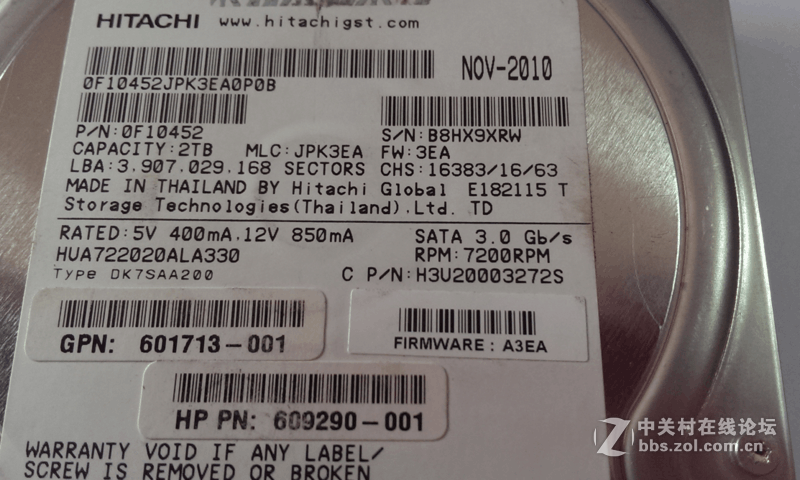 HITACHI www.hitachigst.com
0F10452JPK3EA0P0B NOV-2010
P/N:0F10452 S/N:B8HX9XRW
CAPACITY:2TB MLC:JPK3EA FW:3EA
LBA:3.907.029.168 SECTORS CHS:16383/16/63
MADE IN THAILAND BY Hitachi Global E182115 T
Storage Technologies(Thailand).Ltd. TD
RATED:5V 400mA.12V 850mA SATA 3.0 Gb/s
HUA722020ALA330 RPM:7200RPM
Type DK7SAA200 C P/N:H3U20003272S
GPN: 601713-001 FIRMWARE: A3EA
HP PN: 609290-001
WARRANTY VOID IF ANY LABEL/
SCREW IS REMOVED OR BROKEN
Z 中关村在线论坛
bbs.zol.com.cn